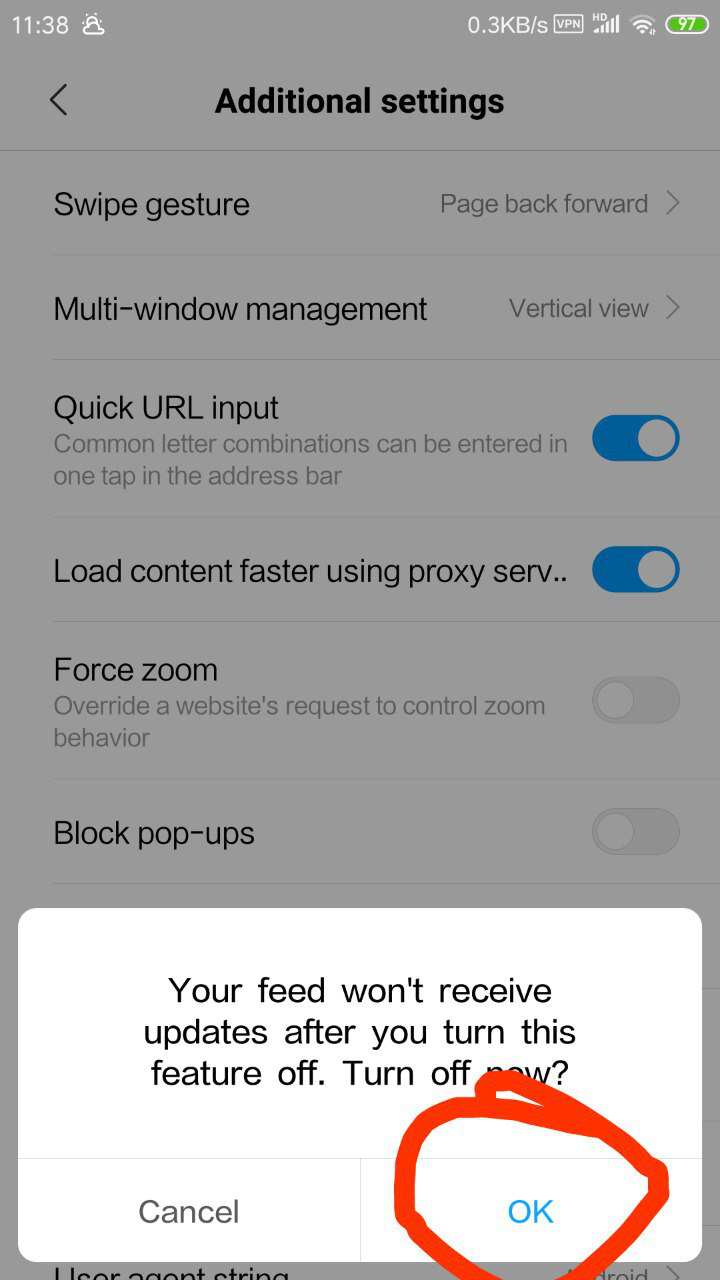 11:38 0.3KB/s VPN HD 97
Additional settings
Swipe gesture Page back forward
Multi-window management Vertical view
Quick URL input
Common letter combinations can be entered in
one tap in the address bar
Load content faster using proxy serv..
Force zoom
Override a website's request to control zoom
behavior
Block pop-ups
Your feed won't receive
updates after you turn this
feature off. Turn off now?
Cancel OK
User agent string Android